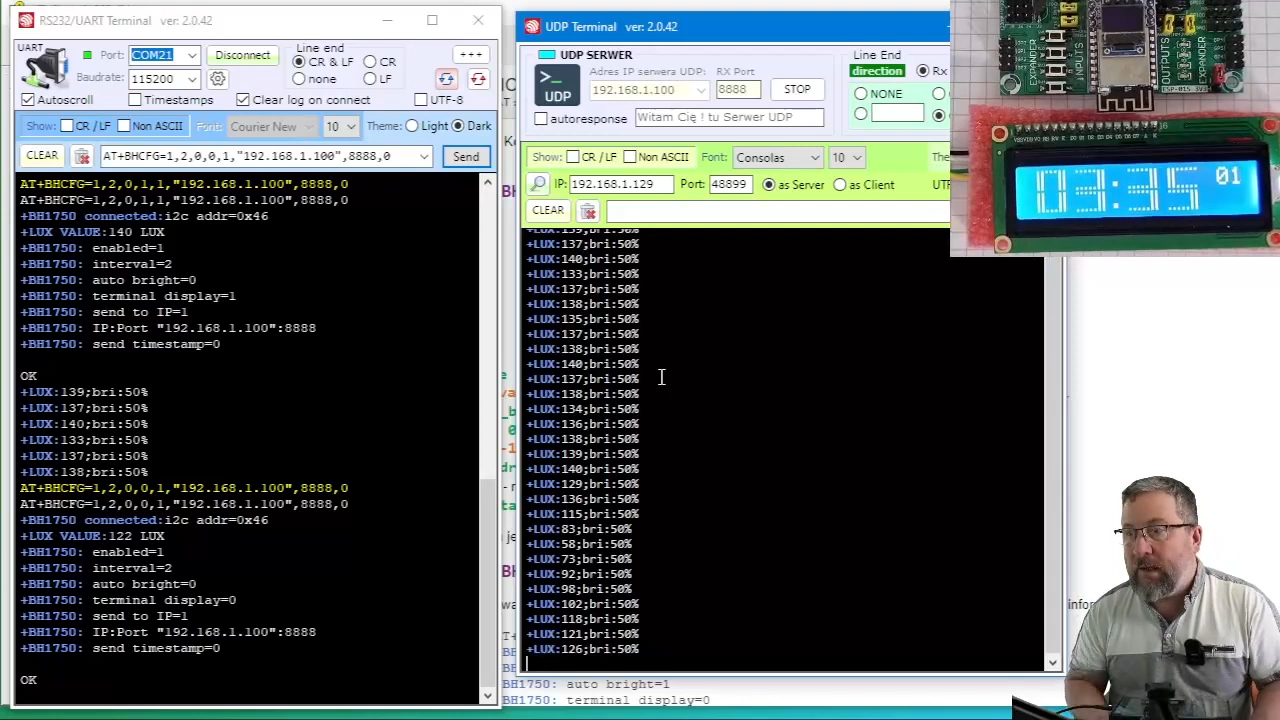 RS232/UART Terminal ver: 2.0.42
UART
Port: COM21
Disconnect
Line end
CR & LF
CR
+++
Baudrate: 115200
none
LF
Autoscroll
Timestamps
Clear log on connect
UTF-8
Show: CR / LF
Non ASCII
Font: Courier New
10
Theme: Light
Dark
CLEAR
AT+BHCFG=1,2,0,0,1,"192.168.1.100",8888,0
Send
AT+BHCFG=1,2,0,1,1,"192.168.1.100",8888,0
AT+BHCFG=1,2,0,1,1,"192.168.1.100",8888,0
+BH1750 connected:i2c addr=0x46
+LUX VALUE:140 LUX
+BH1750: enabled=1
+BH1750: interval=2
+BH1750: auto bright=0
+BH1750: terminal display=1
+BH1750: send to IP=1
+BH1750: IP:Port "192.168.1.100":8888
+BH1750: send timestamp=0
OK
+LUX:139;bri:50%
+LUX:137;bri:50%
+LUX:140;bri:50%
+LUX:133;bri:50%
+LUX:137;bri:50%
+LUX:138;bri:50%
AT+BHCFG=1,2,0,0,1,"192.168.1.100",8888,0
AT+BHCFG=1,2,0,0,1,"192.168.1.100",8888,0
+BH1750 connected:i2c addr=0x46
+LUX VALUE:122 LUX
+BH1750: enabled=1
+BH1750: interval=2
+BH1750: auto bright=0
+BH1750: terminal display=0
+BH1750: send to IP=1
+BH1750: IP:Port "192.168.1.100":8888
+BH1750: send timestamp=0
OK
UDP Terminal ver: 2.0.42
UDP SERWER
>_
UDP
Adres IP serwera UDP:
RX Port
192.168.1.100
8888
STOP
autoresponse
Witam Cię ! tu Serwer UDP
Line End
direction
Rx
NONE
Show: CR / LF
Non ASCII
Font: Consolas
10
IP: 192.168.1.129
Port: 48899
as Server
as Client
CLEAR
+LUX:139;bri:50%
+LUX:137;bri:50%
+LUX:140;bri:50%
+LUX:133;bri:50%
+LUX:137;bri:50%
+LUX:138;bri:50%
+LUX:135;bri:50%
+LUX:137;bri:50%
+LUX:138;bri:50%
+LUX:140;bri:50%
+LUX:137;bri:50%
+LUX:138;bri:50%
+LUX:134;bri:50%
+LUX:136;bri:50%
+LUX:138;bri:50%
+LUX:139;bri:50%
+LUX:140;bri:50%
+LUX:129;bri:50%
+LUX:136;bri:50%
+LUX:115;bri:50%
+LUX:83;bri:50%
+LUX:58;bri:50%
+LUX:73;bri:50%
+LUX:92;bri:50%
+LUX:98;bri:50%
+LUX:102;bri:50%
+LUX:118;bri:50%
+LUX:121;bri:50%
+LUX:126;bri:50%
BH1750: auto bright=1
BH1750: terminal display=0
EXPANDER
INPUTS
OUTPUTS
EXPANDER
ESP-01S 3V3
03:35 01